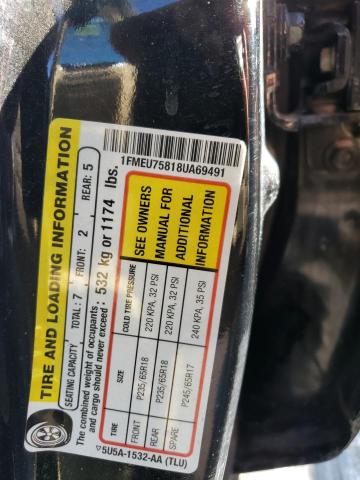 TIRE AND LOADING INFORMATION
SEATING CAPACITY TOTAL: 7 FRONT: 2 REAR: 5
The combined weight of occupants
and cargo should never exceed : 532 kg or 1174 lbs.
TIRE SIZE COLD TIRE PRESSURE
FRONT P235/65R18 220 KPA, 32 PSI
REAR P235/65R18 220 KPA, 32 PSI
SPARE P245/65R17 240 KPA, 35 PSI
SEE OWNERS
MANUAL FOR
ADDITIONAL
INFORMATION
5U5A-1532-AA (TLU)
1FMEU75818UA69491